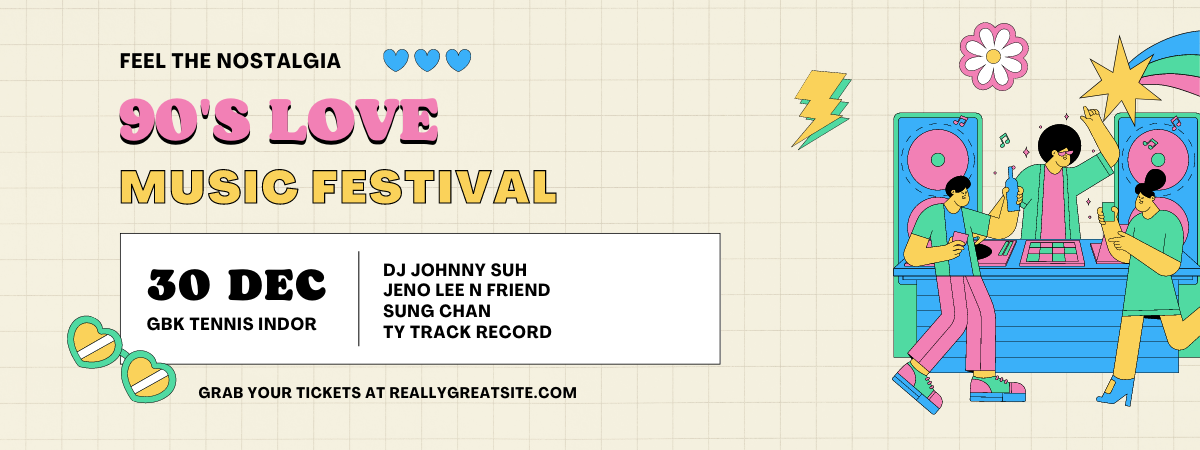 FEEL THE NOSTALGIA
90'S LOVE
MUSIC FESTIVAL
30 DEC
GBK TENNIS INDOR
DJ JOHNNY SUH
JENO LEE N FRIEND
SUNG CHAN
TY TRACK RECORD
GRAB YOUR TICKETS AT REALLYGREATSITE.COM